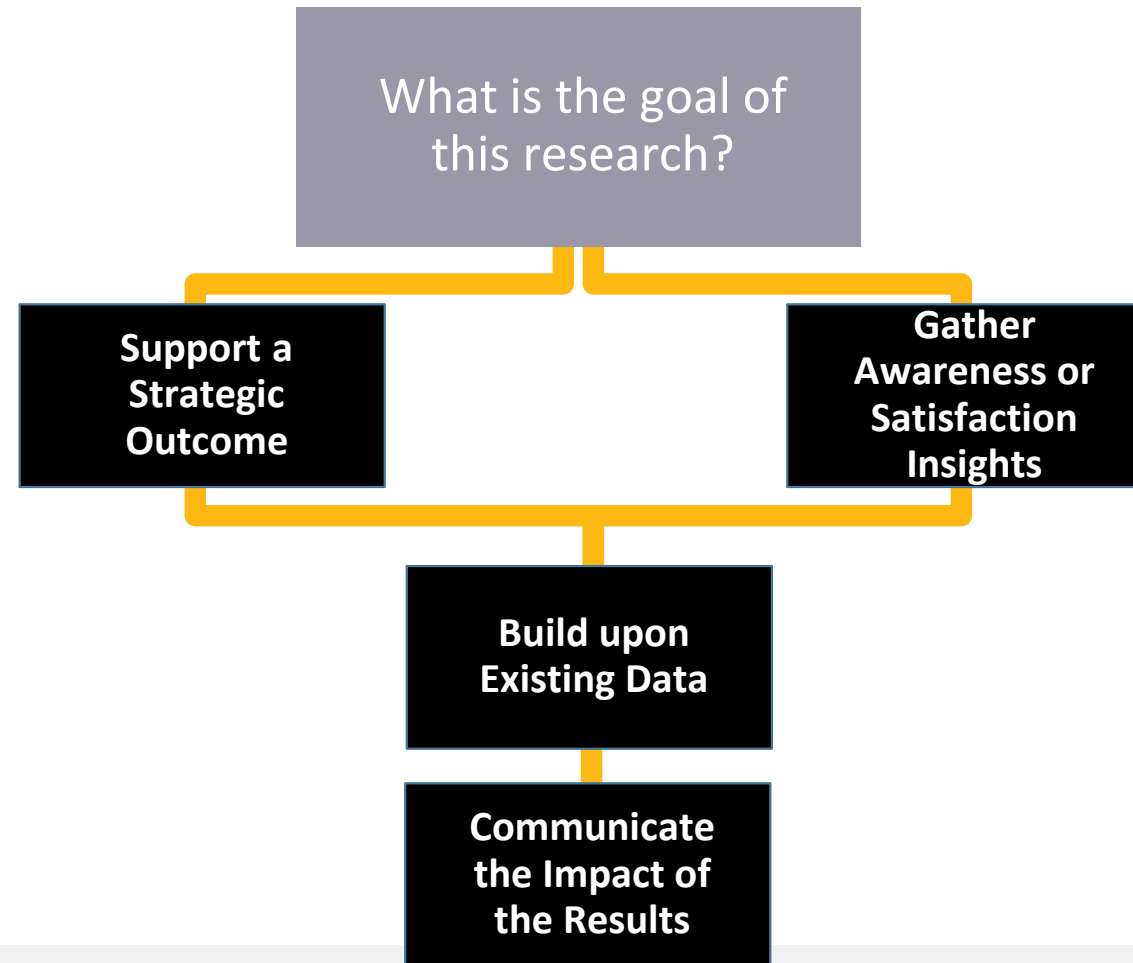 What is the goal of
this research?
Support a
Strategic
Outcome
Gather
Awareness or
Satisfaction
Insights
Build upon
Existing Data
Communicate
the Impact of
the Results